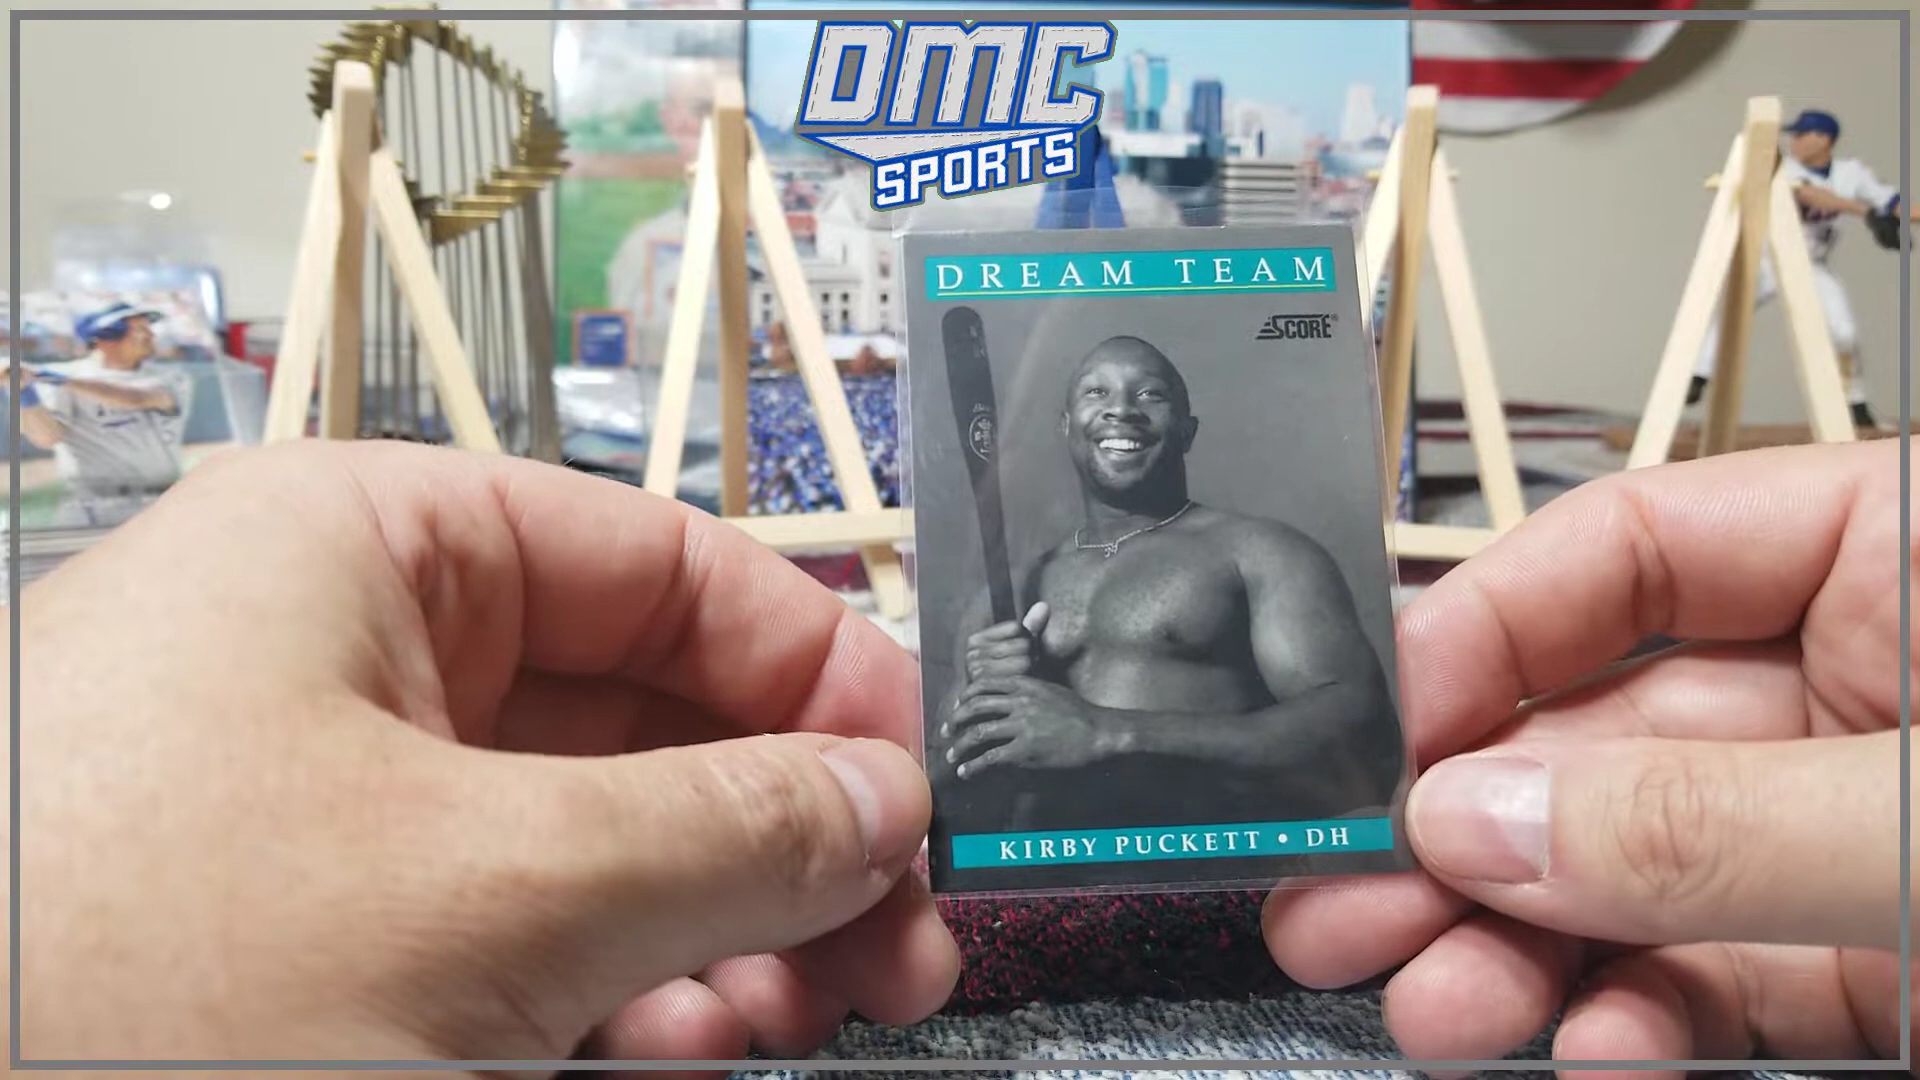 DMC
SPORTS
DREAM TEAM
SCORE®
KIRBY PUCKETT • DH